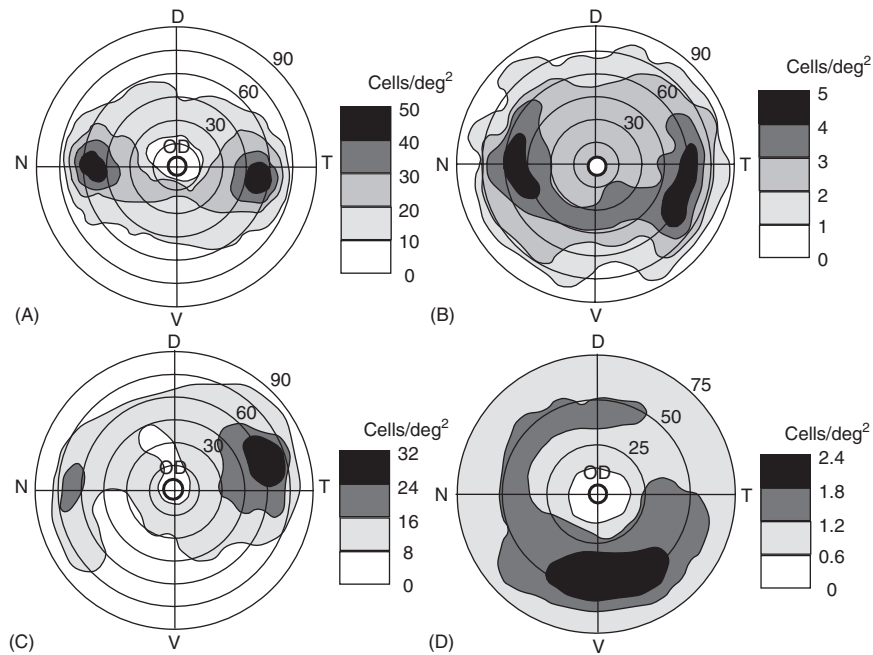 D
90
60
30
OD
N
T
V
(A)
Cells/deg²
50
40
30
20
10
0
D
90
60
30
N
T
V
(B)
Cells/deg²
5
4
3
2
1
0
D
90
60
30
OD
N
T
V
(C)
Cells/deg²
32
24
16
8
0
D
75
50
25
OD
N
T
V
(D)
Cells/deg²
2.4
1.8
1.2
0.6
0